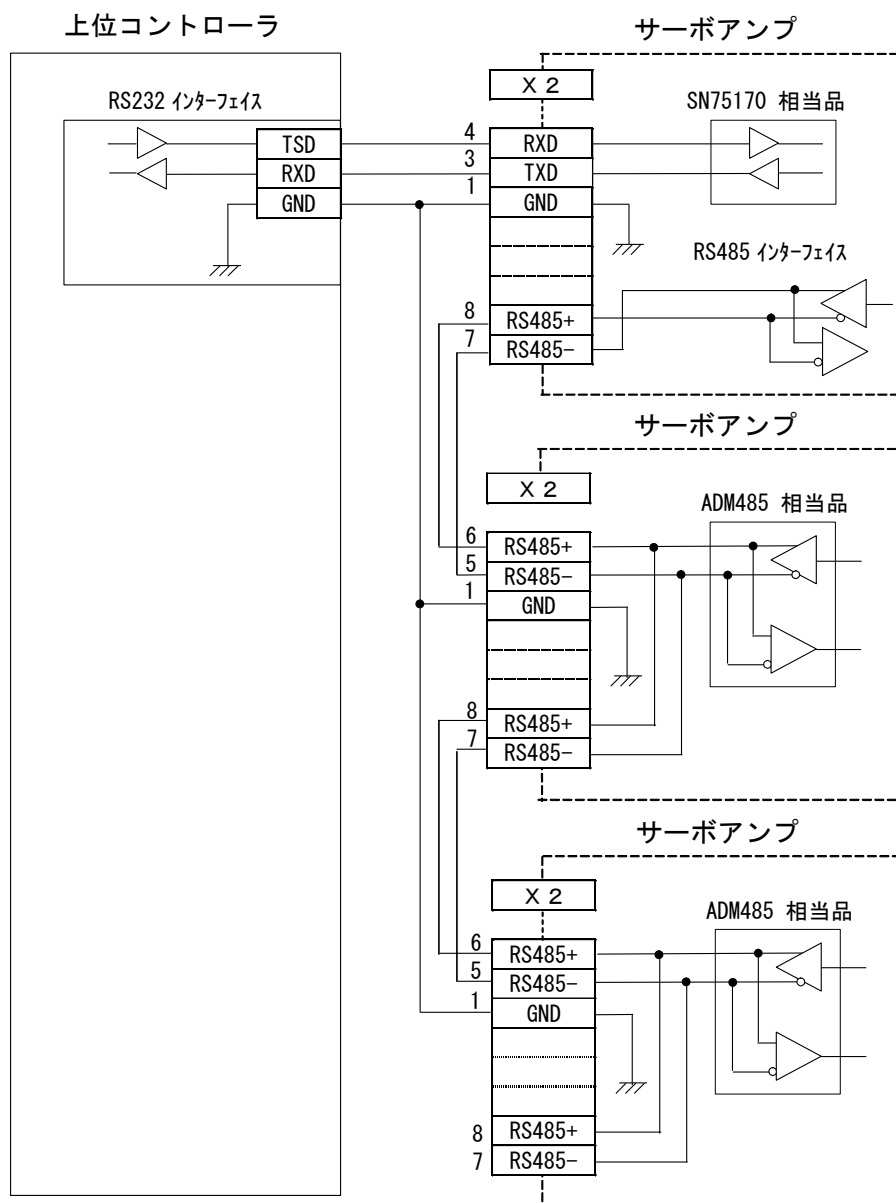 上位コントローラ
RS232 インターフェイス
TSD
RXD
GND
サーボアンプ
X 2
SN75170 相当品
4
RXD
3
TXD
1
GND
RS485 インターフェイス
8
RS485+
7
RS485-
サーボアンプ
X 2
ADM485 相当品
6
RS485+
5
RS485-
1
GND
8
RS485+
7
RS485-
サーボアンプ
X 2
ADM485 相当品
6
RS485+
5
RS485-
1
GND
8
RS485+
7
RS485-